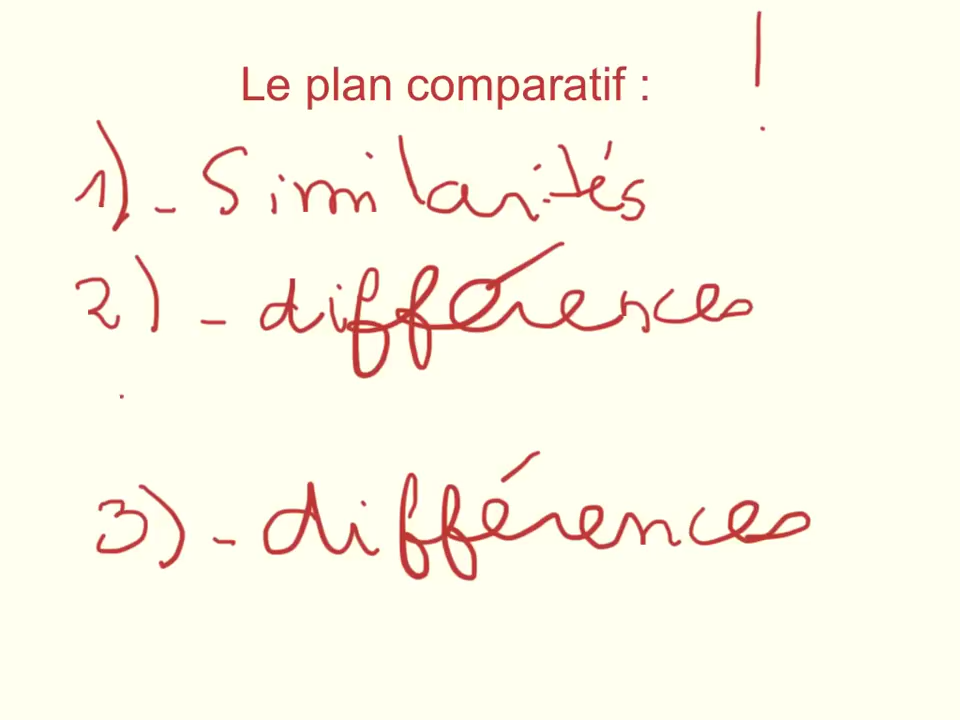 Le plan comparatif : !
1) - Similarités
2) - différences
3) - différences